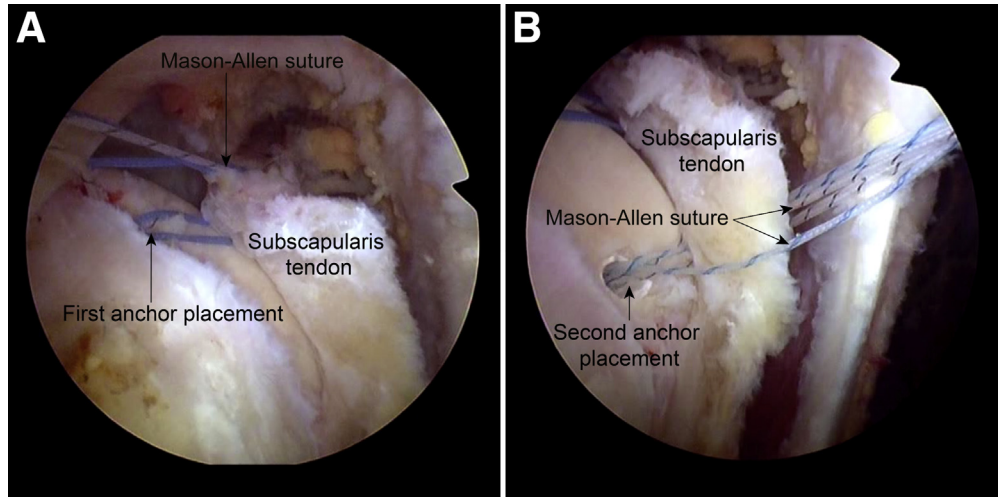 A
Mason-Allen suture
Subscapularis
tendon
First anchor placement
B
Subscapularis
tendon
Mason-Allen suture
Second anchor
placement